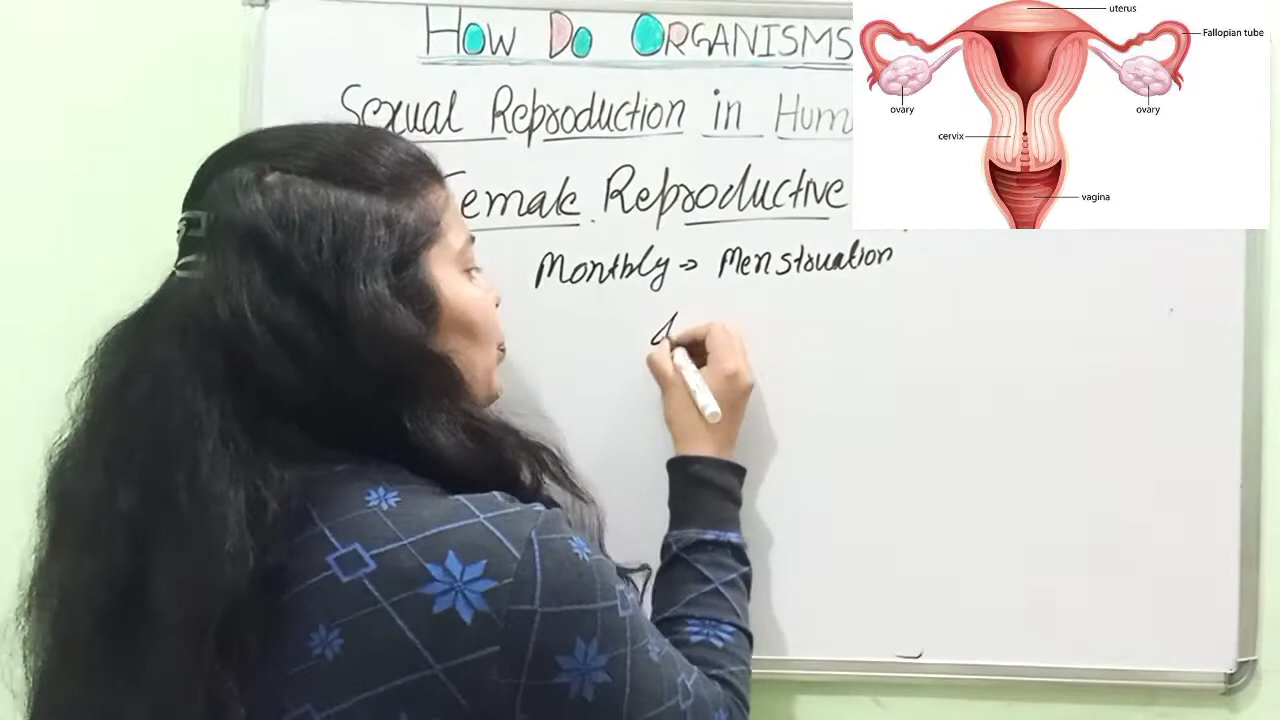 HOW DO ORGANISMS
Sexual Reproduction in Hum
Female Reproductive
Monthly → Menstruation
uterus
Fallopian tube
ovary
ovary
cervix
vagina